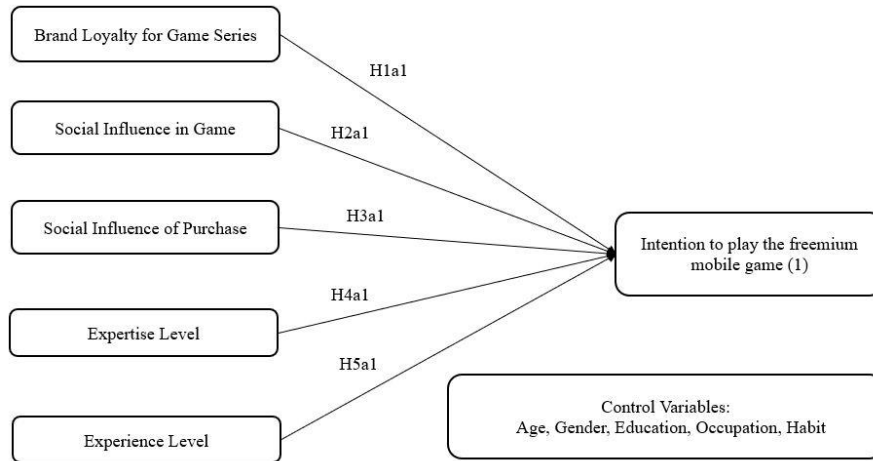 Brand Loyalty for Game Series
H1a1
Social Influence in Game
H2a1
Social Influence of Purchase
H3a1
Intention to play the freemium
mobile game (1)
H4a1
Expertise Level
H5a1
Experience Level
Control Variables:
Age, Gender, Education, Occupation, Habit